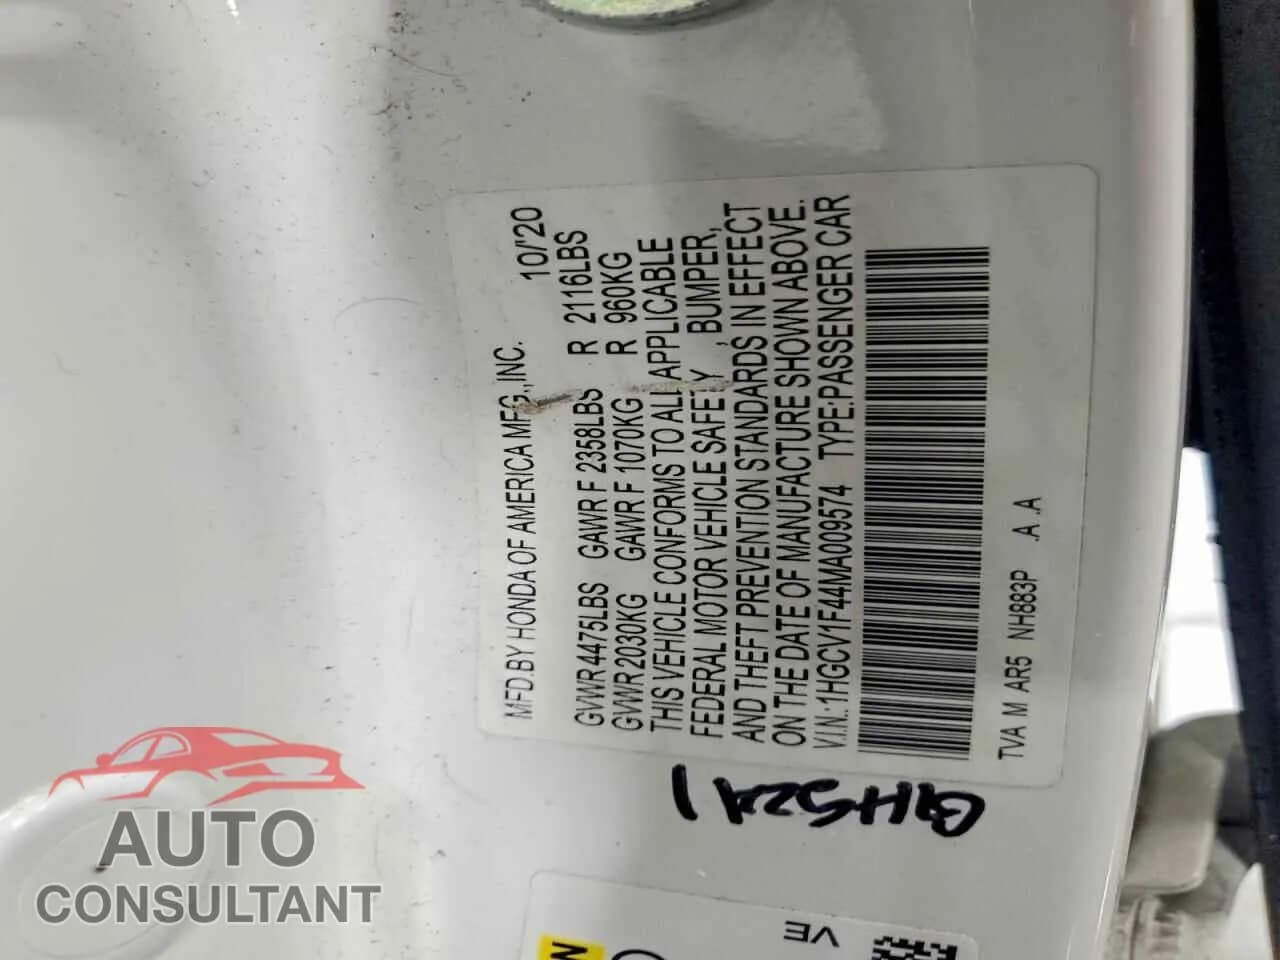 MFD.BY HONDA OF AMERICA MFG.,INC. 10/'20
GVWR 4475LBS GAWR F 2358LBS R 2116LBS
GVWR 2030KG GAWR F 1070KG R 960KG
THIS VEHICLE CONFORMS TO ALL APPLICABLE
FEDERAL MOTOR VEHICLE SAFETY , BUMPER,
AND THEFT PREVENTION STANDARDS IN EFFECT
ON THE DATE OF MANUFACTURE SHOWN ABOVE.
V.I.N.:1HGCV1F44MA009574 TYPE:PASSENGER CAR
TVA M AR5 NH883P .A .A
VE
AUTO
CONSULTANT